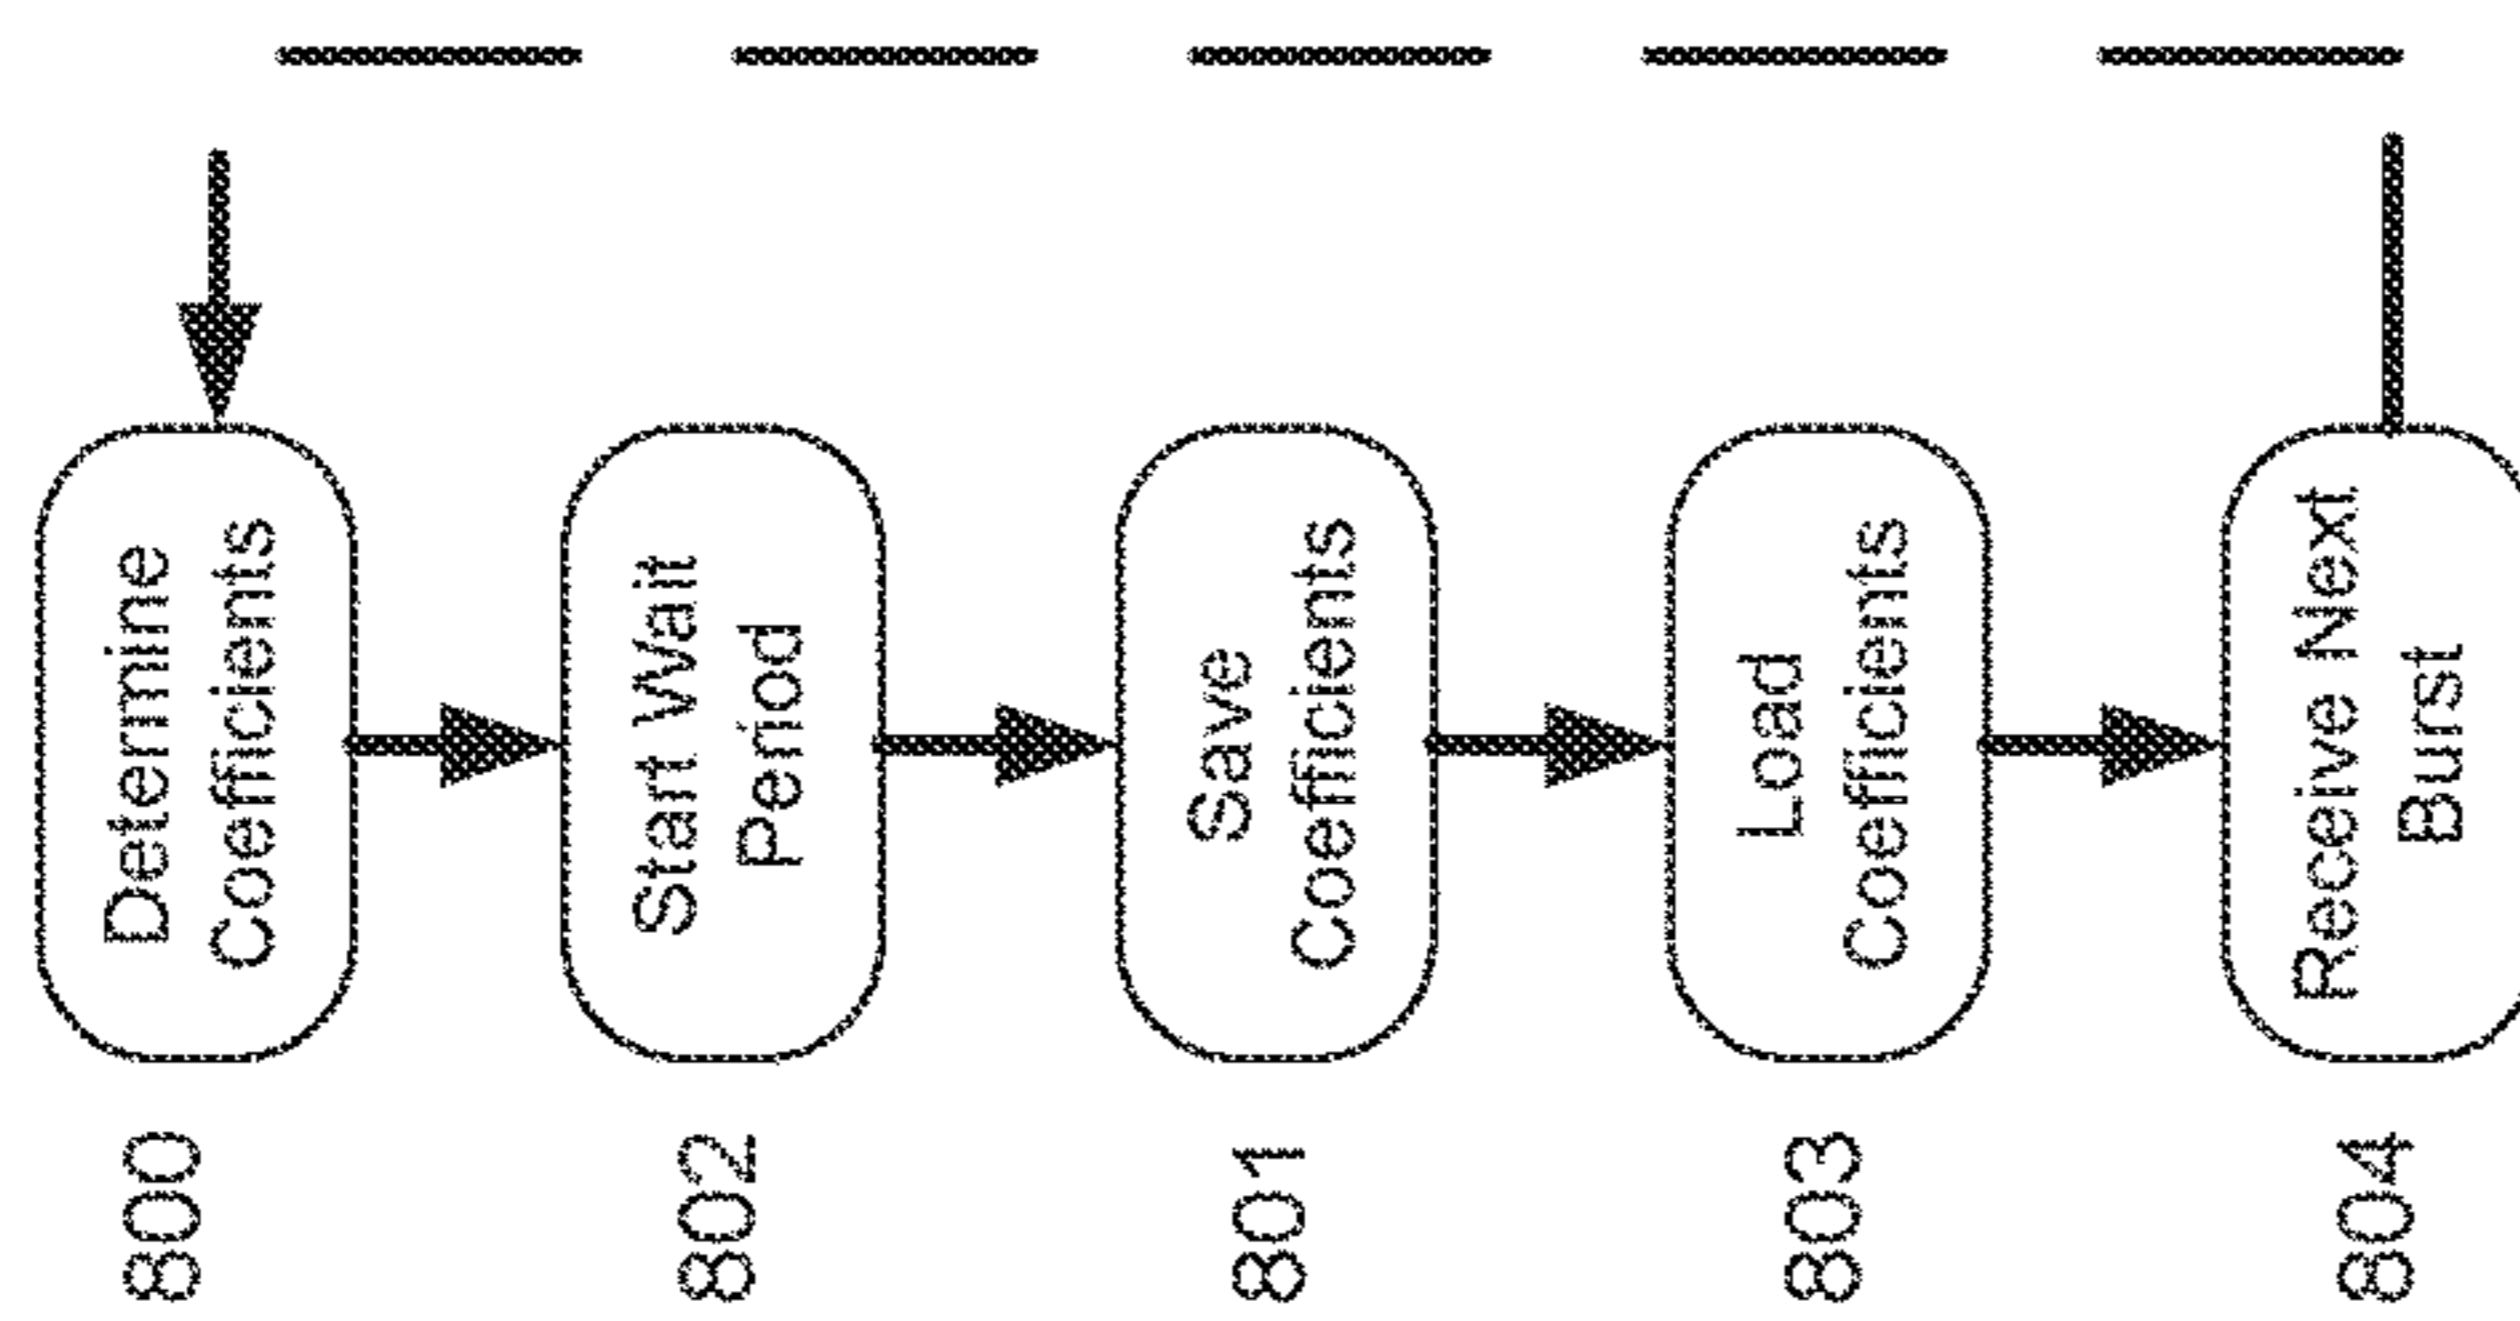 800
Determine
Coefficients
802
Start Wait
Period
801
Save
Coefficients
803
Load
Coefficients
804
Receive Next
Burst